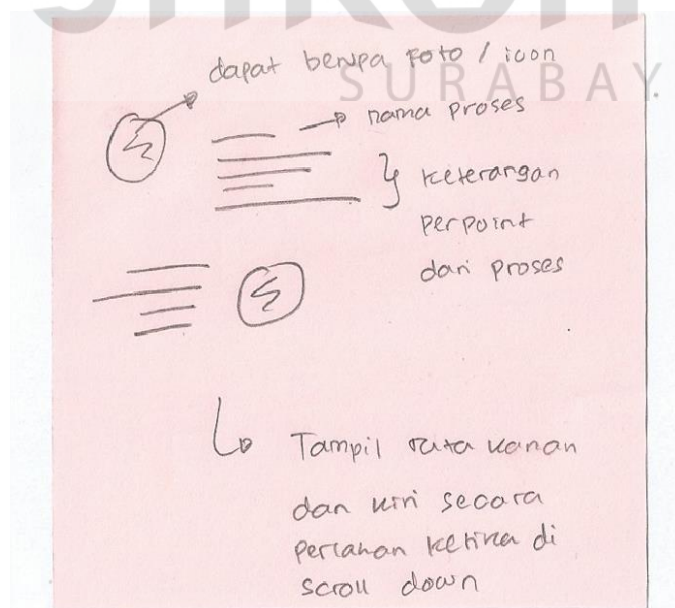 SURABAY
dapat berupa foto / icon
nama proses
keterangan
perpoint
dari proses
Tampil rata kanan
dan kiri secara
perlahan ketika di
scroll down